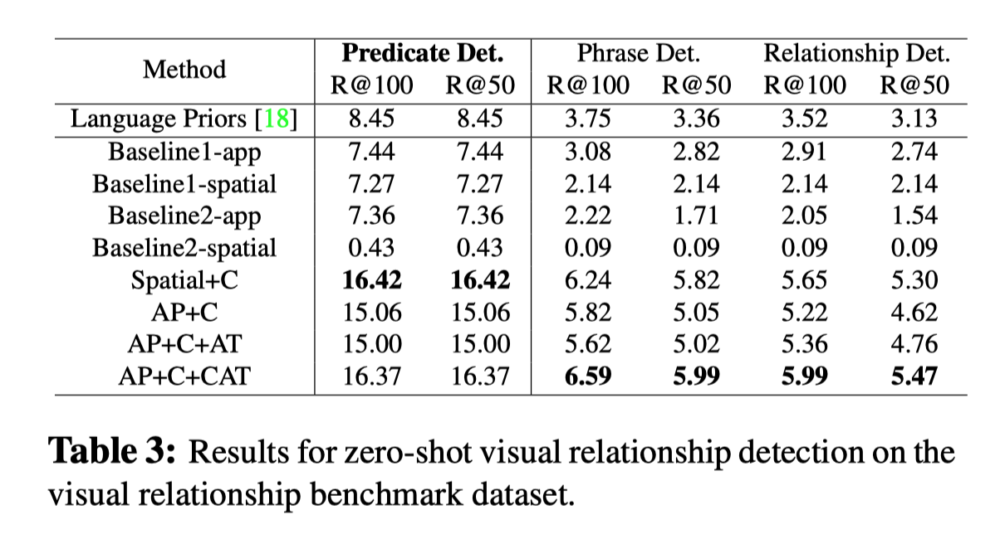 Method Predicate Det. Phrase Det. Relationship Det.
R@100 R@50 R@100 R@50 R@100 R@50
Language Priors [18] 8.45 8.45 3.75 3.36 3.52 3.13
Baseline1-app 7.44 7.44 3.08 2.82 2.91 2.74
Baseline1-spatial 7.27 7.27 2.14 2.14 2.14 2.14
Baseline2-app 7.36 7.36 2.22 1.71 2.05 1.54
Baseline2-spatial 0.43 0.43 0.09 0.09 0.09 0.09
Spatial+C 16.42 16.42 6.24 5.82 5.65 5.30
AP+C 15.06 15.06 5.82 5.05 5.22 4.62
AP+C+AT 15.00 15.00 5.62 5.02 5.36 4.76
AP+C+CAT 16.37 16.37 6.59 5.99 5.99 5.47
Table 3: Results for zero-shot visual relationship detection on the
visual relationship benchmark dataset.